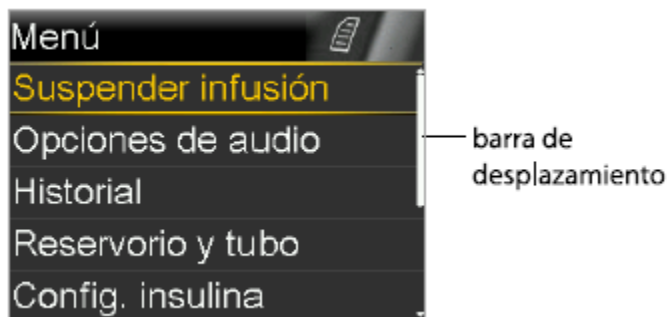 Menú
Suspender infusión
Opciones de audio
Historial
Reservorio y tubo
Config. insulina
barra de
desplazamiento